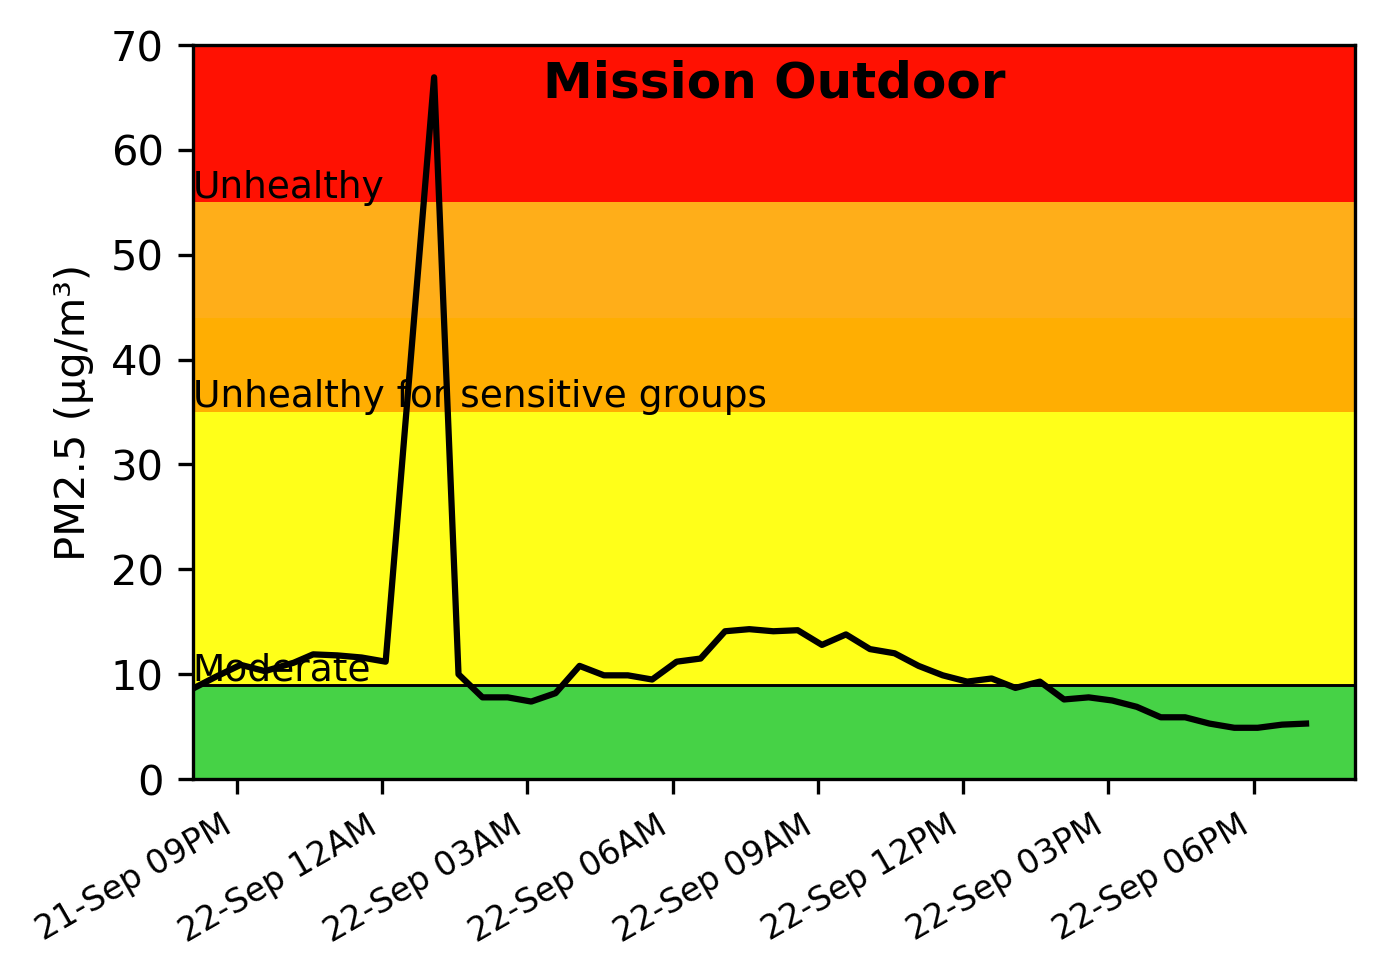 Mission Outdoor
PM2.5 (µg/m³)
70
60
50
40
30
20
10
0
Unhealthy
Unhealthy for sensitive groups
Moderate
21-Sep 09PM
22-Sep 12AM
22-Sep 03AM
22-Sep 06AM
22-Sep 09AM
22-Sep 12PM
22-Sep 03PM
22-Sep 06PM